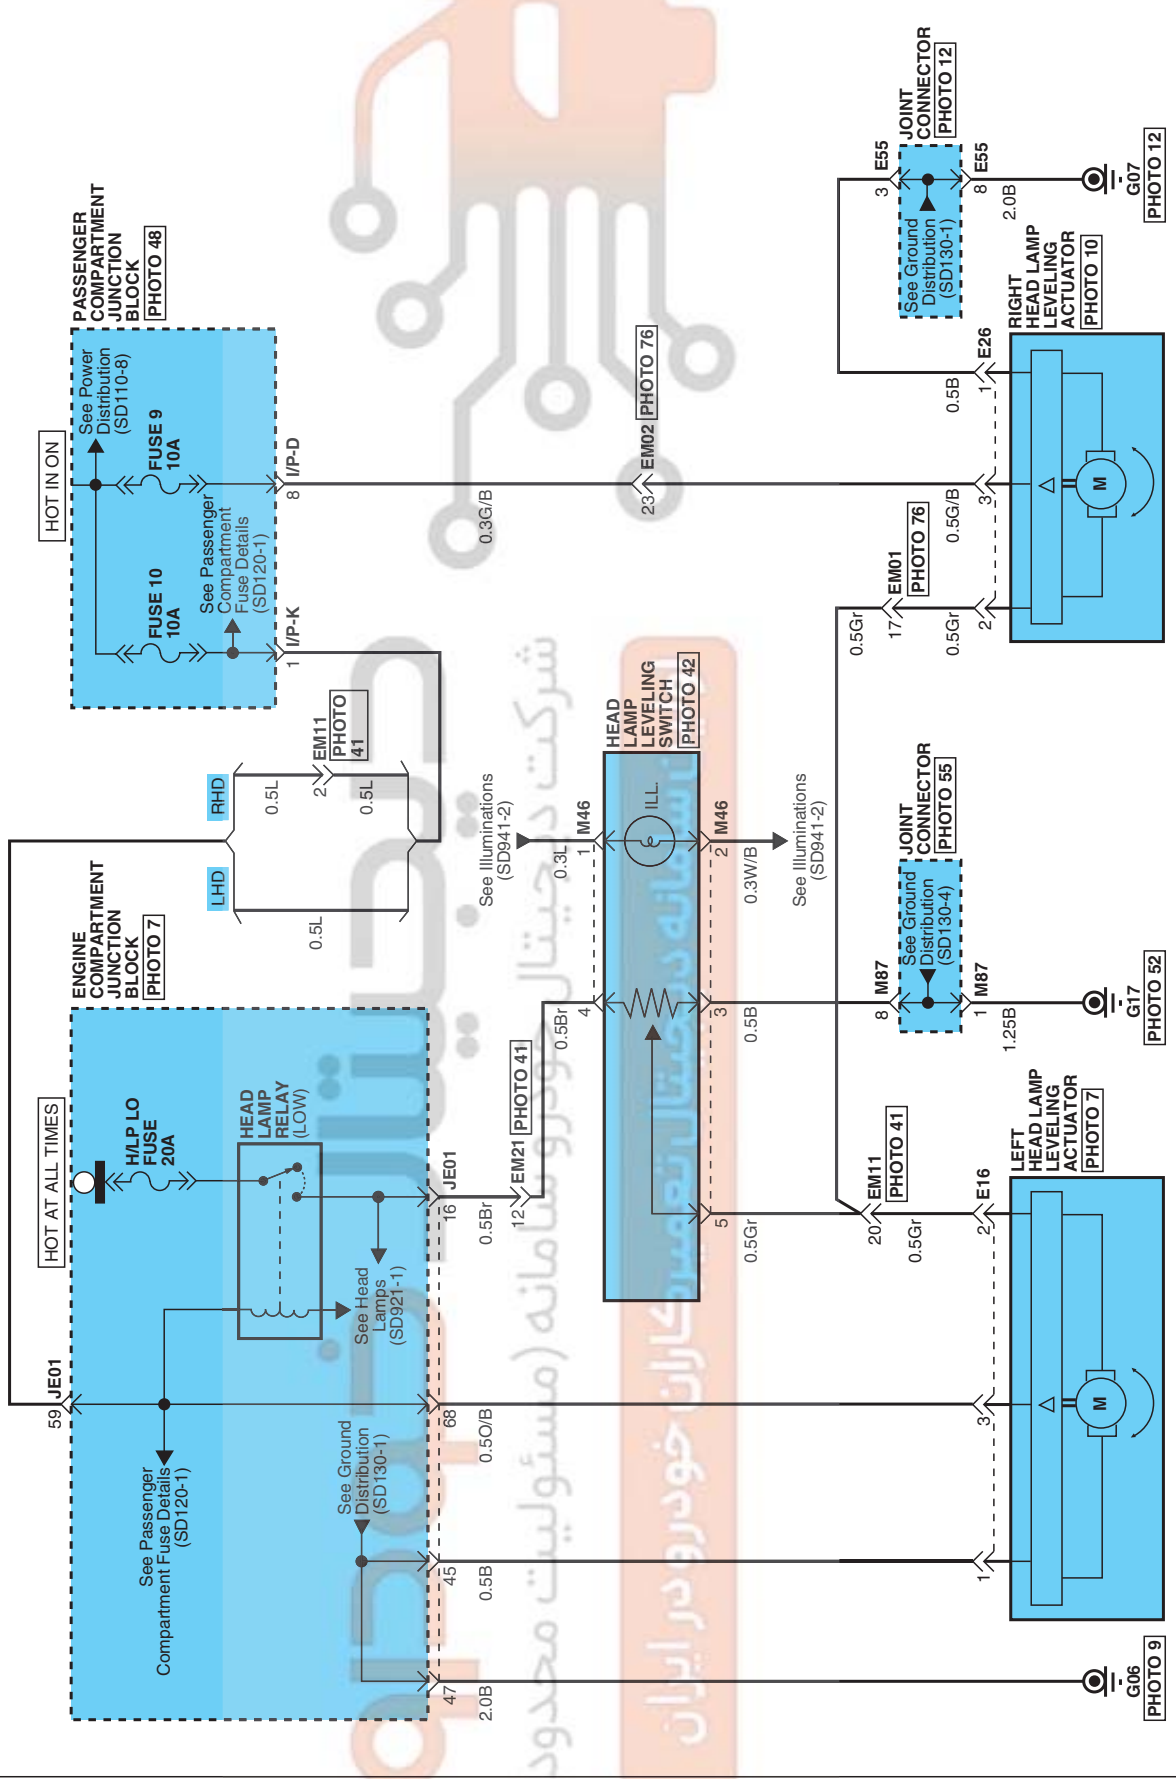 HOT AT ALL TIMES
HOT IN ON
ENGINE
COMPARTMENT
JUNCTION
BLOCK
PHOTO 7
PASSENGER
COMPARTMENT
JUNCTION
BLOCK
PHOTO 48
59
JE01
See Passenger
Compartment Fuse Details
(SD120-1)
H/LP LO
FUSE
20A
HEAD
LAMP
RELAY
(LOW)
See Head
Lamps
(SD921-1)
See Ground
Distribution
(SD130-1)
See Power
Distribution
(SD110-8)
FUSE 10
10A
FUSE 9
10A
See Passenger
Compartment
Fuse Details
(SD120-1)
1
I/P-K
8
I/P-D
LHD
RHD
0.5L
0.5L
2
EM11
PHOTO
41
0.5L
47
45
68
16
JE01
2.0B
0.5B
0.5O/B
0.5Br
12
EM21
PHOTO 41
0.5Br
0.3G/B
See Illuminations
(SD941-2)
0.3L
4
1
M46
HEAD
LAMP
LEVELING
SWITCH
PHOTO 42
ILL.
5
3
2
M46
0.5Gr
0.5B
0.3W/B
See Illuminations
(SD941-2)
23
EM02
PHOTO 76
20
EM11
PHOTO 41
0.5Gr
8
M87
See Ground
Distribution
(SD130-4)
JOINT
CONNECTOR
PHOTO 55
1
M87
1.25B
G17
PHOTO 52
0.5Gr
17
EM01
PHOTO 76
0.5Gr
0.5G/B
0.5B
3
E55
See Ground
Distribution
(SD130-1)
JOINT
CONNECTOR
PHOTO 12
8
E55
2.0B
G07
PHOTO 12
1
3
2
E16
LEFT
HEAD LAMP
LEVELING
ACTUATOR
PHOTO 7
M
2
3
1
E26
RIGHT
HEAD LAMP
LEVELING
ACTUATOR
PHOTO 10
M
G06
PHOTO 9
شرکت دیجیتال خودرو سامانه (مسئولیت محدود